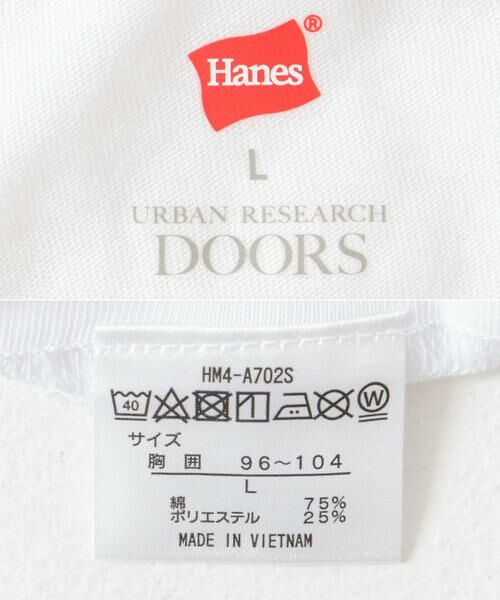 Hanes®
L
URBAN RESEARCH
DOORS
HM4-A702S
40
W
サイズ
胸囲 96~104
L
綿 75%
ポリエステル 25%
MADE IN VIETNAM